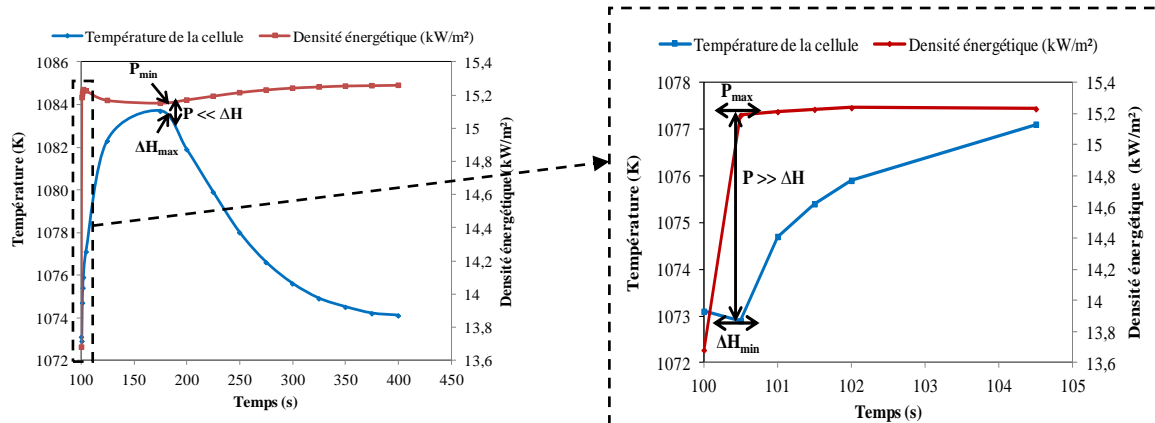 Température de la cellule
Densité énergétique (kW/m²)
1086
1084
1082
1080
1078
1076
1074
1072
Température (K)
15,4
15,2
15
14,8
14,6
14,4
14,2
14
13,8
13,6
Densité énergétique(kW/m²)
P_min
P << ΔH
ΔH_max
100 150 200 250 300 350 400 450
Temps (s)
Température de la cellule
Densité énergétique (kW/m²)
1078
1077
1076
1075
1074
1073
1072
Température (K)
15,4
15,2
15
14,8
14,6
14,4
14,2
14
13,8
13,6
Densité énergétique (kW/m²)
P_max
P >> ΔH
ΔH_min
100 101 102 103 104 105
Temps (s)